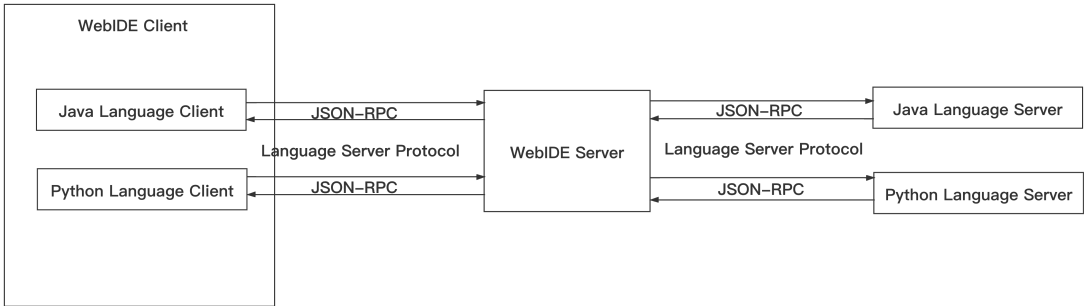 WebIDE Client
Java Language Client
JSON-RPC
Language Server Protocol
Python Language Client
JSON-RPC
WebIDE Server
JSON-RPC
Language Server Protocol
JSON-RPC
Java Language Server
Python Language Server